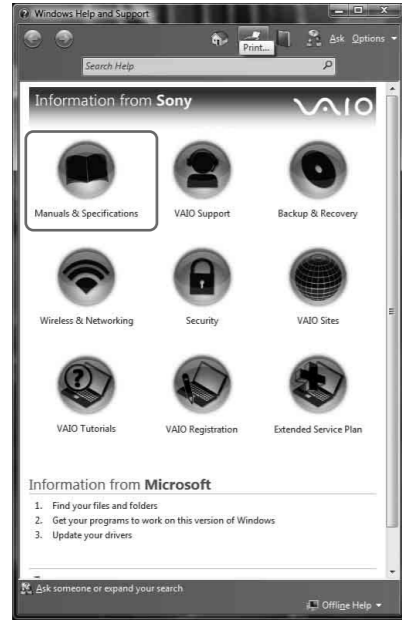 Windows Help and Support
Ask Options
Print...
Search Help
Information from Sony
VAIO
Manuals & Specifications
VAIO Support
Backup & Recovery
Wireless & Networking
Security
VAIO Sites
VAIO Tutorials
VAIO Registration
Extended Service Plan
Information from Microsoft
1. Find your files and folders
2. Get your programs to work on this version of Windows
3. Update your drivers
Ask someone or expand your search
Offline Help